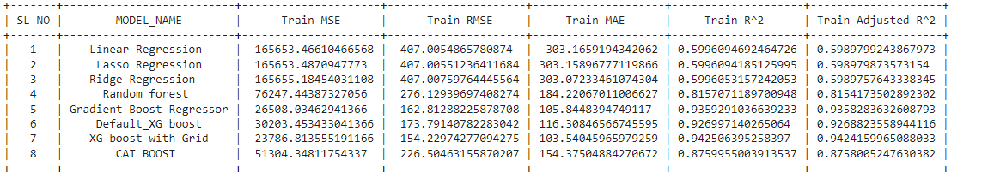 | SL NO | MODEL_NAME | Train MSE | Train RMSE | Train MAE | Train R^2 | Train Adjusted R^2 |
| 1 | Linear Regression | 165653.46610466568 | 407.0054865780874 | 303.1659194342062 | 0.5996094692464726 | 0.5989799243867973 |
| 2 | Lasso Regression | 165653.4870947773 | 407.00551236411684 | 303.15896777119866 | 0.5996094185125995 | 0.598979873573154 |
| 3 | Ridge Regression | 165655.18454031108 | 407.00759764445564 | 303.07233461074304 | 0.5996053157242053 | 0.5989757643338345 |
| 4 | Random forest | 76247.44387327056 | 276.12939697408274 | 184.22067011006627 | 0.8157071189700948 | 0.8154173502892302 |
| 5 | Gradient Boost Regressor | 26508.03462941366 | 162.81288225878708 | 105.8448394749117 | 0.9359291036639233 | 0.9358283632608793 |
| 6 | Default_XG boost | 30203.453433041366 | 173.79140782283042 | 116.30846566745595 | 0.926997140265064 | 0.9268823558944116 |
| 7 | XG boost with Grid | 23786.813555191166 | 154.22974277094275 | 103.54045965979259 | 0.942506395258397 | 0.9424159965088033 |
| 8 | CAT BOOST | 51304.34811754337 | 226.50463155870207 | 154.37504884270672 | 0.8759955003913537 | 0.8758005247630382 |